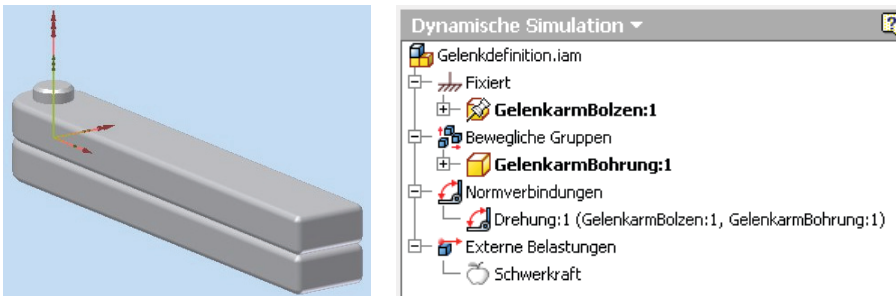 Dynamische Simulation
Gelenkdefinition.iam
Fixiert
GelenkarmBolzen:1
Bewegliche Gruppen
GelenkarmBohrung:1
Normverbindungen
Drehung:1 (GelenkarmBolzen:1, GelenkarmBohrung:1)
Externe Belastungen
Schwerkraft